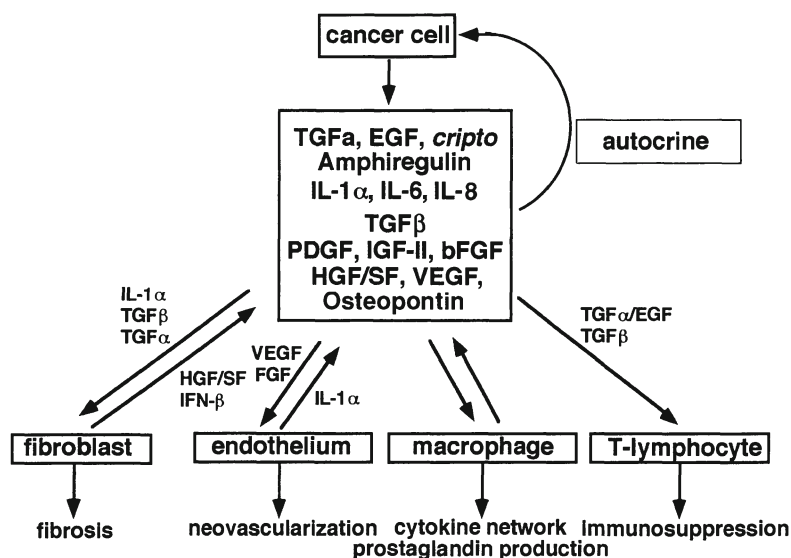 cancer cell
autocrine
TGFa, EGF, cripto
Amphiregulin
IL-1α, IL-6, IL-8
TGFβ
PDGF, IGF-II, bFGF
HGF/SF, VEGF,
Osteopontin
IL-1α
TGFβ
TGFα
HGF/SF
IFN-β
VEGF
FGF
IL-1α
TGFα/EGF
TGFβ
fibroblast
endothelium
macrophage
T-lymphocyte
fibrosis
neovascularization
cytokine network
prostaglandin production
immunosuppression